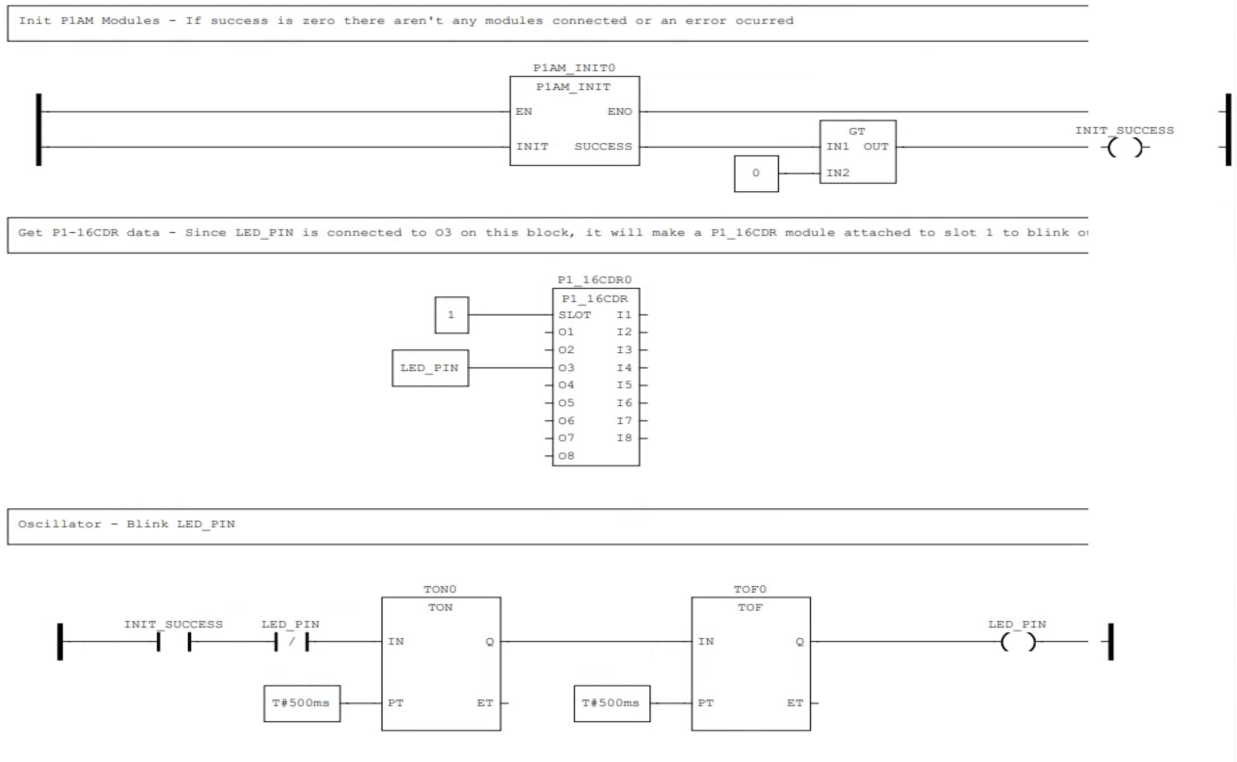 Init P1AM Modules - If success is zero there aren't any modules connected or an error ocurred
P1AM_INIT0
P1AM_INIT
EN ENO
INIT SUCCESS
GT
IN1 OUT
IN2
0
INIT_SUCCESS
Get P1-16CDR data - Since LED_PIN is connected to O3 on this block, it will make a P1_16CDR module attached to slot 1 to blink
P1_16CDR0
P1_16CDR
1
SLOT I1
O1 I2
O2 I3
LED_PIN
O3 I4
O4 I5
O5 I6
O6 I7
O7 I8
O8
Oscillator - Blink LED_PIN
INIT_SUCCESS
LED_PIN
/
TON0
TON
IN Q
T#500ms
PT ET
TOF0
TOF
IN Q
T#500ms
PT ET
LED_PIN